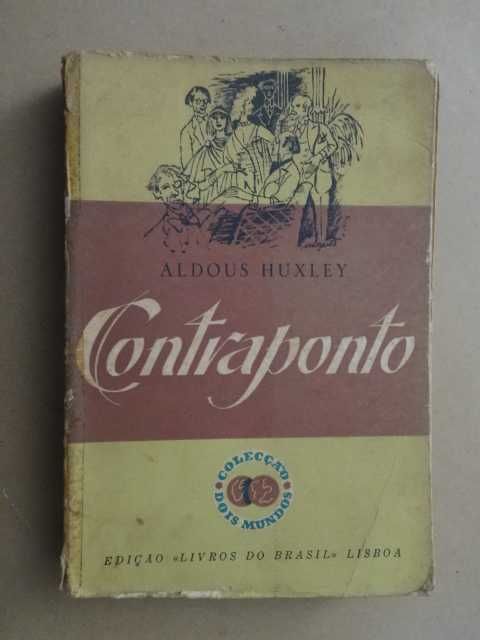 ALDOUS HUXLEY
Contraponto
COLECÇÃO
DOIS MUNDOS
EDIÇÃO «LIVROS DO BRASIL» LISBOA